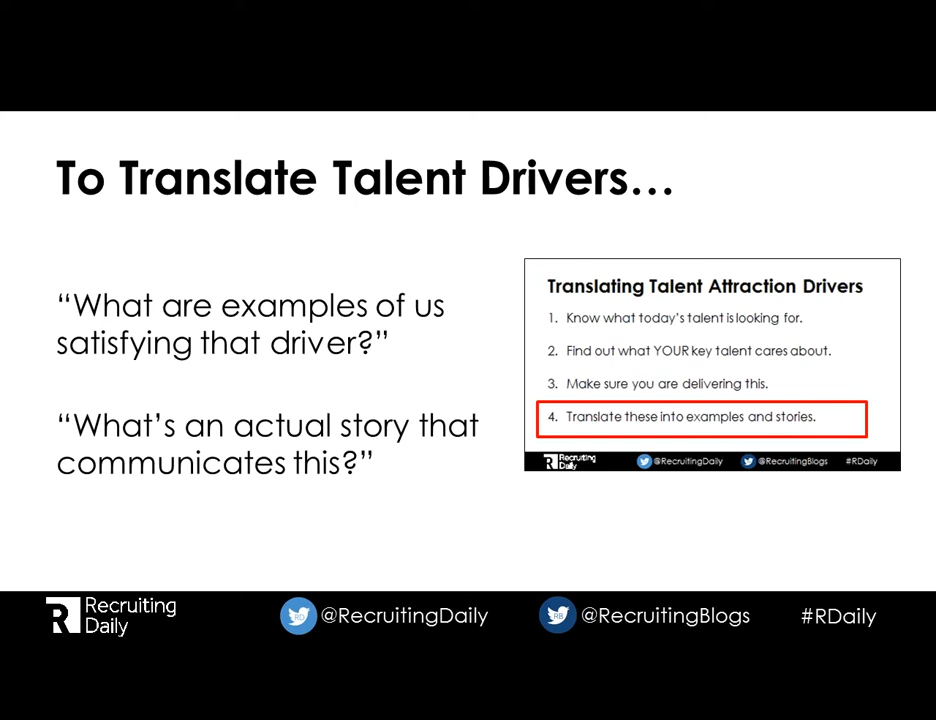 To Translate Talent Drivers…
“What are examples of us
satisfying that driver?”
“What’s an actual story that
communicates this?”
Translating Talent Attraction Drivers
1. Know what today’s talent is looking for.
2. Find out what YOUR key talent cares about.
3. Make sure you are delivering this.
4. Translate these into examples and stories.
Recruiting
Daily
@RecruitingDaily
@RecruitingBlogs
#RDaily
Recruiting
Daily
RD
@RecruitingDaily
RB
@RecruitingBlogs
#RDaily